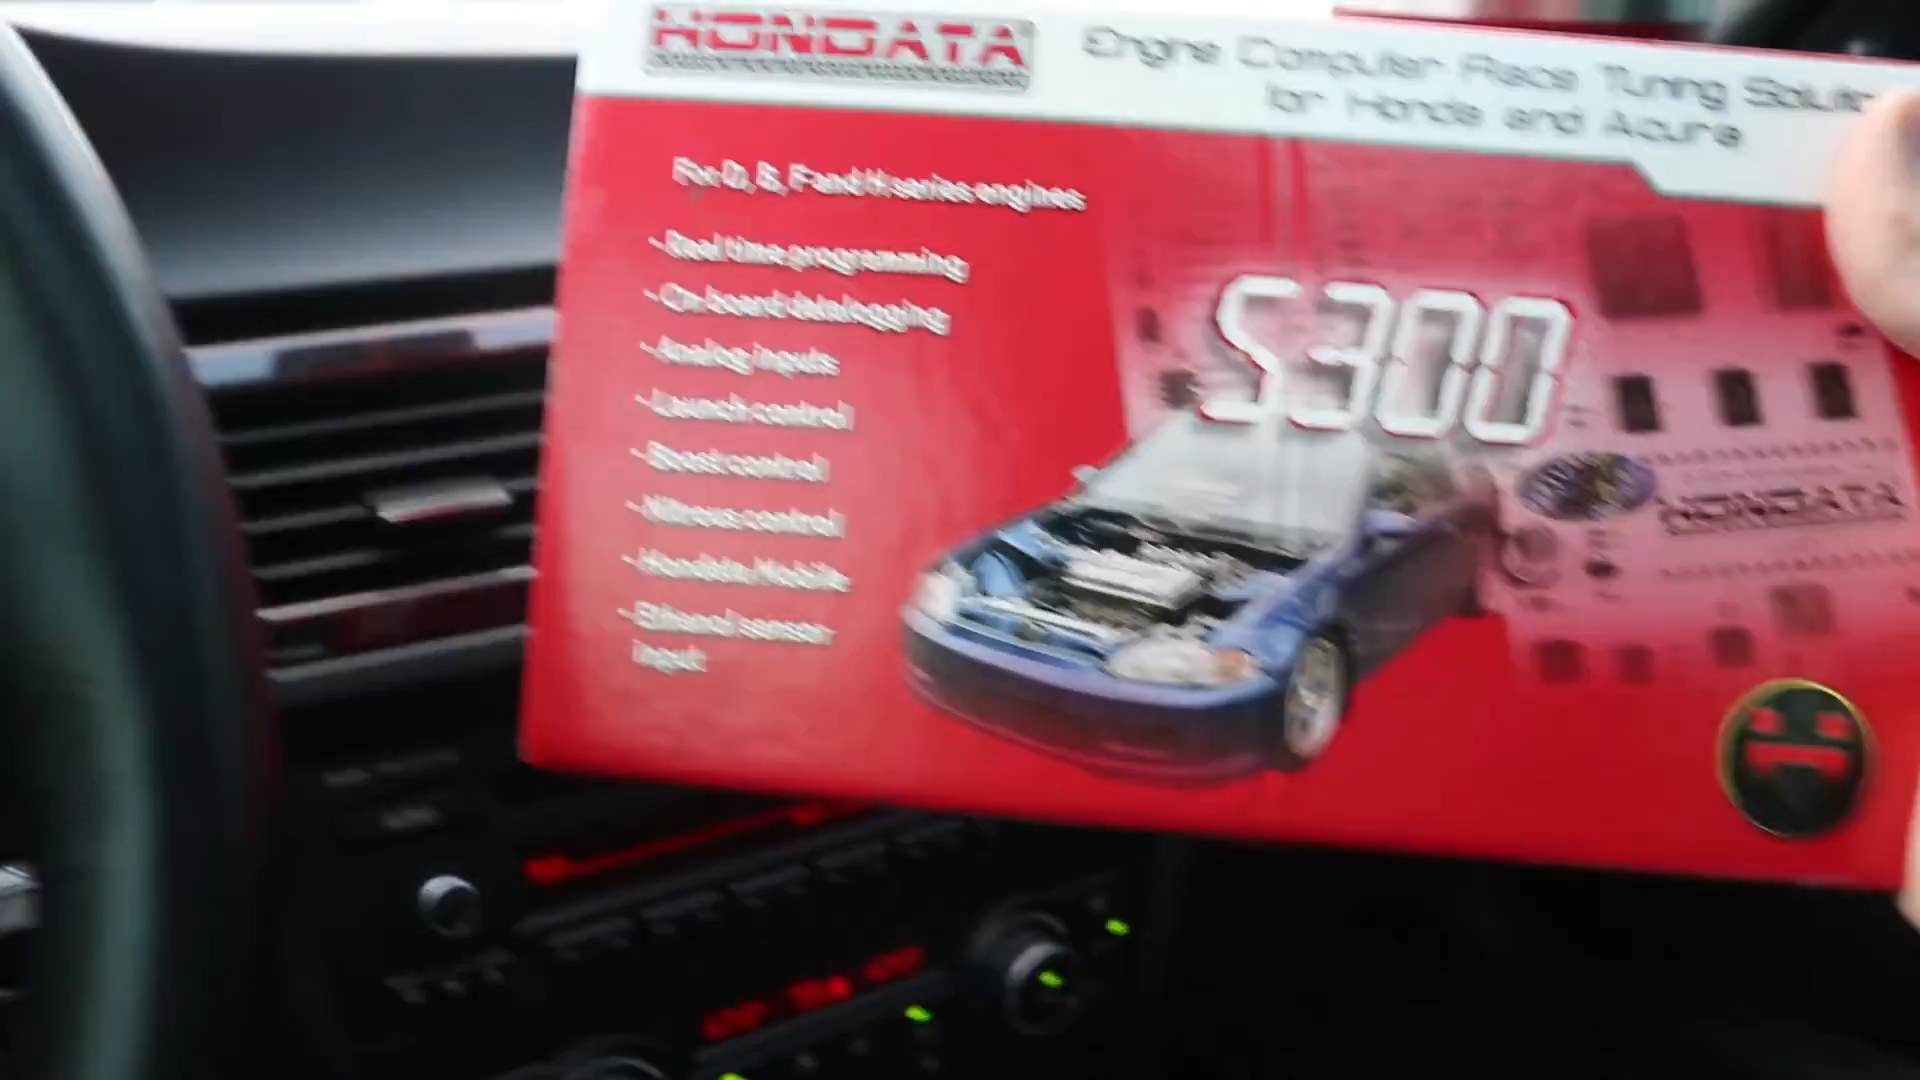 HONDATA
Engine Computer Race Tuning Solutio
for Honda and Acura
For D, B, F and H series engines
- Real time programming
- On board datalogging
- Analog inputs
- Launch control
- Boost control
- Nitrous control
- Hondata Mobile
- Ethanol sensor
input
S300
HONDATA